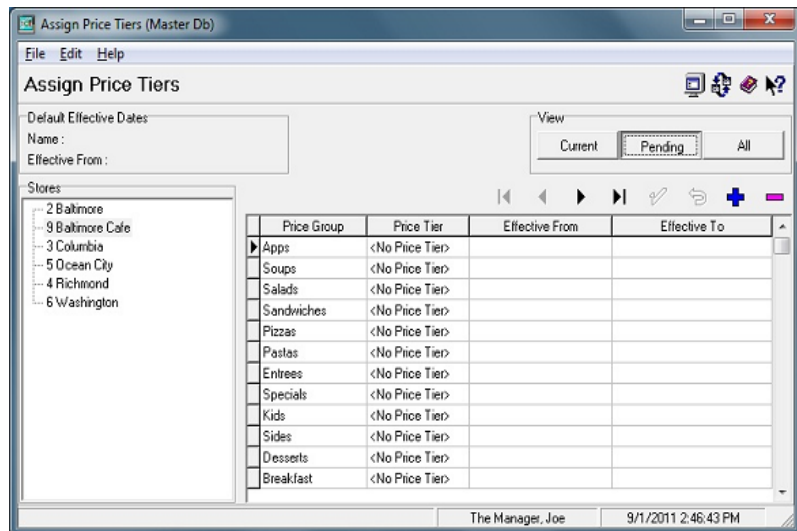 Assign Price Tiers (Master Db)
File Edit Help
Assign Price Tiers
Default Effective Dates
Name :
Effective From :
View
Current Pending All
Stores
2 Baltimore
9 Baltimore Cafe
3 Columbia
5 Ocean City
4 Richmond
6 Washington
Price Group Price Tier Effective From Effective To
Apps <No Price Tier>
Soups <No Price Tier>
Salads <No Price Tier>
Sandwiches <No Price Tier>
Pizzas <No Price Tier>
Pastas <No Price Tier>
Entrees <No Price Tier>
Specials <No Price Tier>
Kids <No Price Tier>
Sides <No Price Tier>
Desserts <No Price Tier>
Breakfast <No Price Tier>
The Manager, Joe 9/1/2011 2:46:43 PM